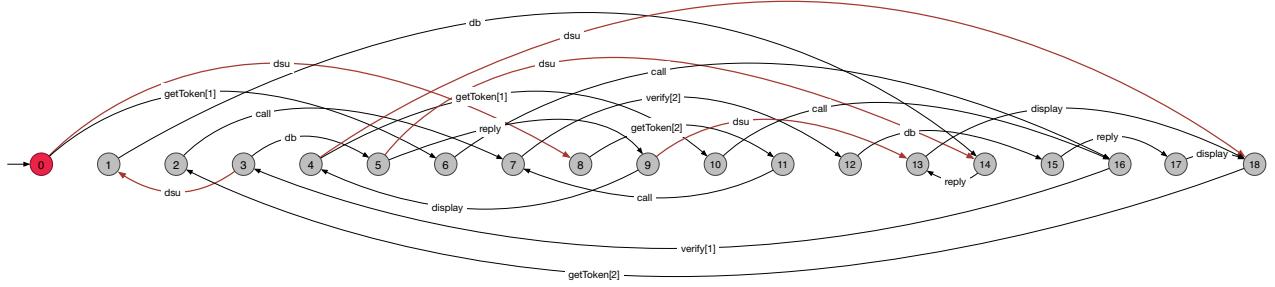 db
dsu
dsu
dsu
call
getToken[1]
getToken[1]
verify[2]
call
call
display
reply
getToken[2]
dsu
db
db
reply
display
0 1 2 3 4 5 6 7 8 9 10 11 12 13 14 15 16 17 18
dsu
reply
call
display
verify[1]
getToken[2]